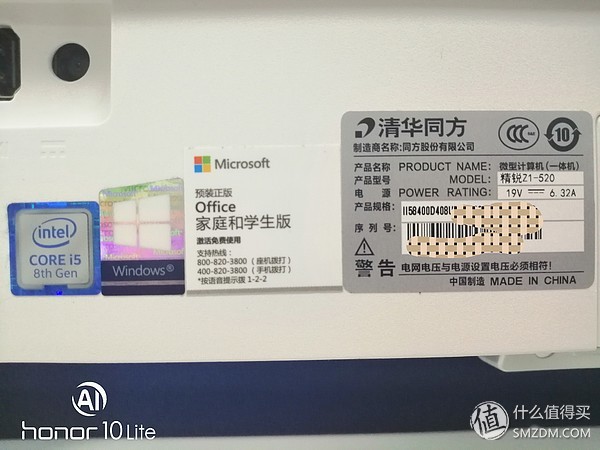 intel
CORE i5
8th Gen
Windows®
Microsoft
预装正版
Office
家庭和学生版
激活免费使用
支持热线：
800-820-3800（座机拨打）
400-820-3800（手机拨打）
*按语音提示拨 1-2-2
清华同方
CCC
10
制造商名称:同方股份有限公司
产品名称 PRODUCT NAME: 微型计算机(一体机)
产品型号 MODEL: 精锐Z1-520
电 源 POWER RATING: 19V⎓6.32A
产品规格:
I158400D408U
序 列 号:
警告
电网电压与电源设置电压必须相符!
中国制造 MADE IN CHINA
AI
honor 10 Lite
值 什么值得买
SMZDM.COM